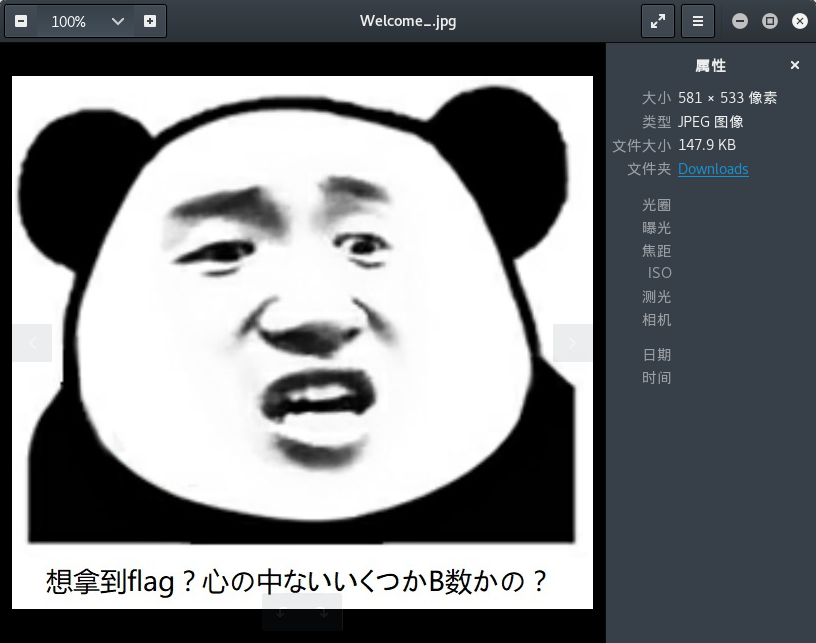 100%
Welcome_.jpg
属性
大小 581 × 533 像素
类型 JPEG 图像
文件大小 147.9 KB
文件夹 Downloads
光圈
曝光
焦距
ISO
测光
相机
日期
时间
想拿到flag？心の中ないいくつかB数かの？